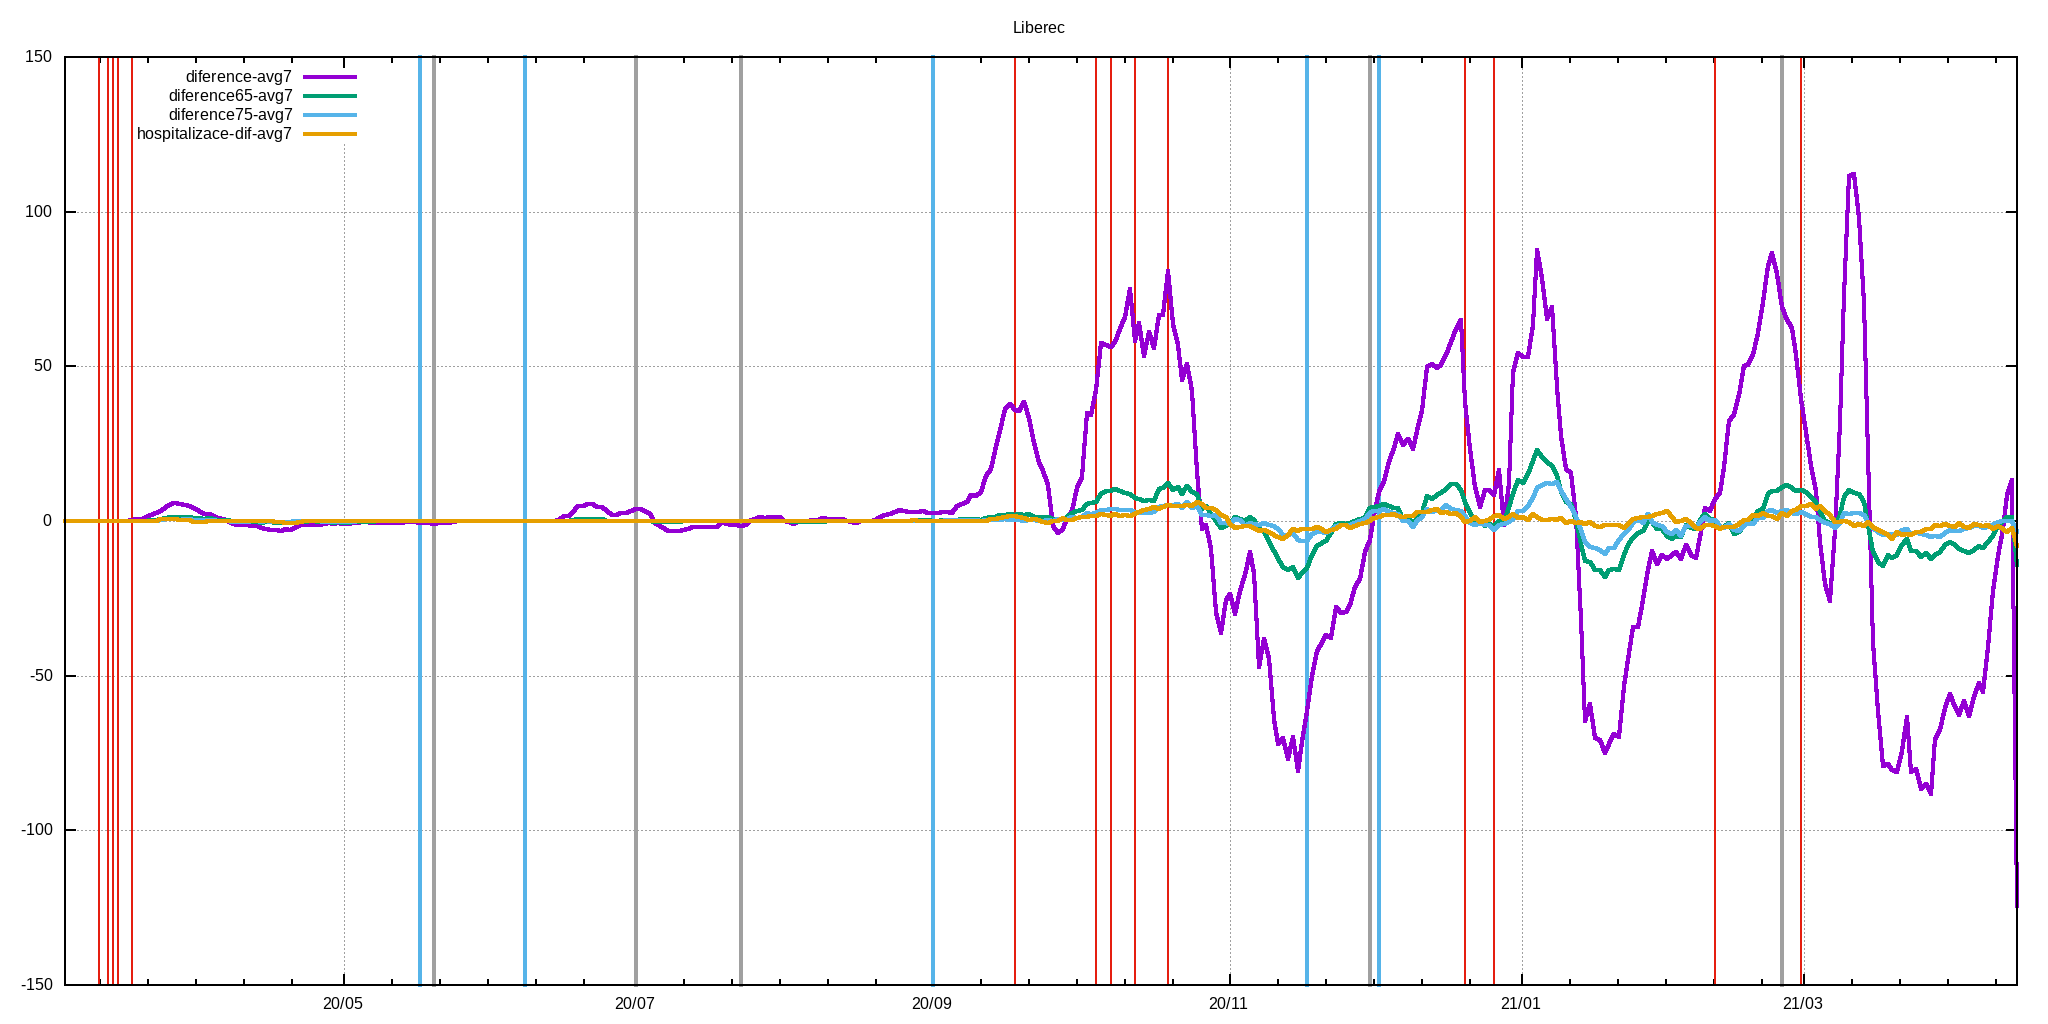 Liberec
150
diference-avg7
diference65-avg7
diference75-avg7
hospitalizace-dif-avg7
100
50
0
-50
-100
-150
20/05 20/07 20/09 20/11 21/01 21/03